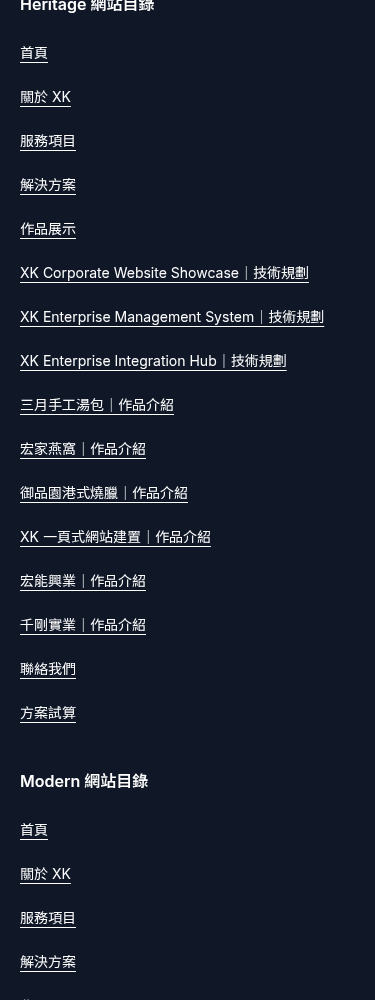 Heritage 網站目錄
首頁
關於 XK
服務項目
解決方案
作品展示
XK Corporate Website Showcase｜技術規劃
XK Enterprise Management System｜技術規劃
XK Enterprise Integration Hub｜技術規劃
三月手工湯包｜作品介紹
宏家燕窩｜作品介紹
御品園港式燒臘｜作品介紹
XK 一頁式網站建置｜作品介紹
宏能興業｜作品介紹
千剛實業｜作品介紹
聯絡我們
方案試算
Modern 網站目錄
首頁
關於 XK
服務項目
解決方案